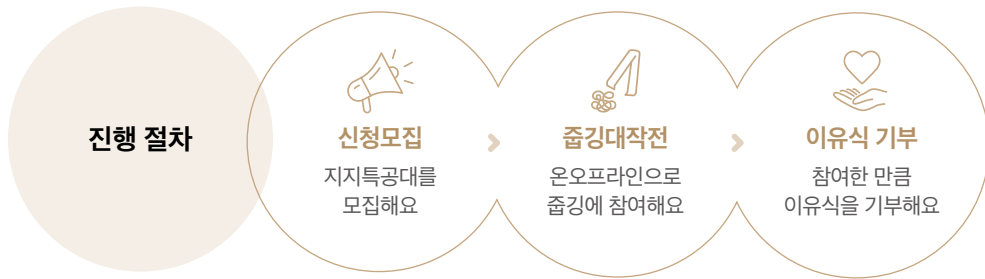 진행 절차
신청모집
지지특공대를
모집해요
줍깅대작전
온오프라인으로
줍깅에 참여해요
이유식 기부
참여한 만큼
이유식을 기부해요